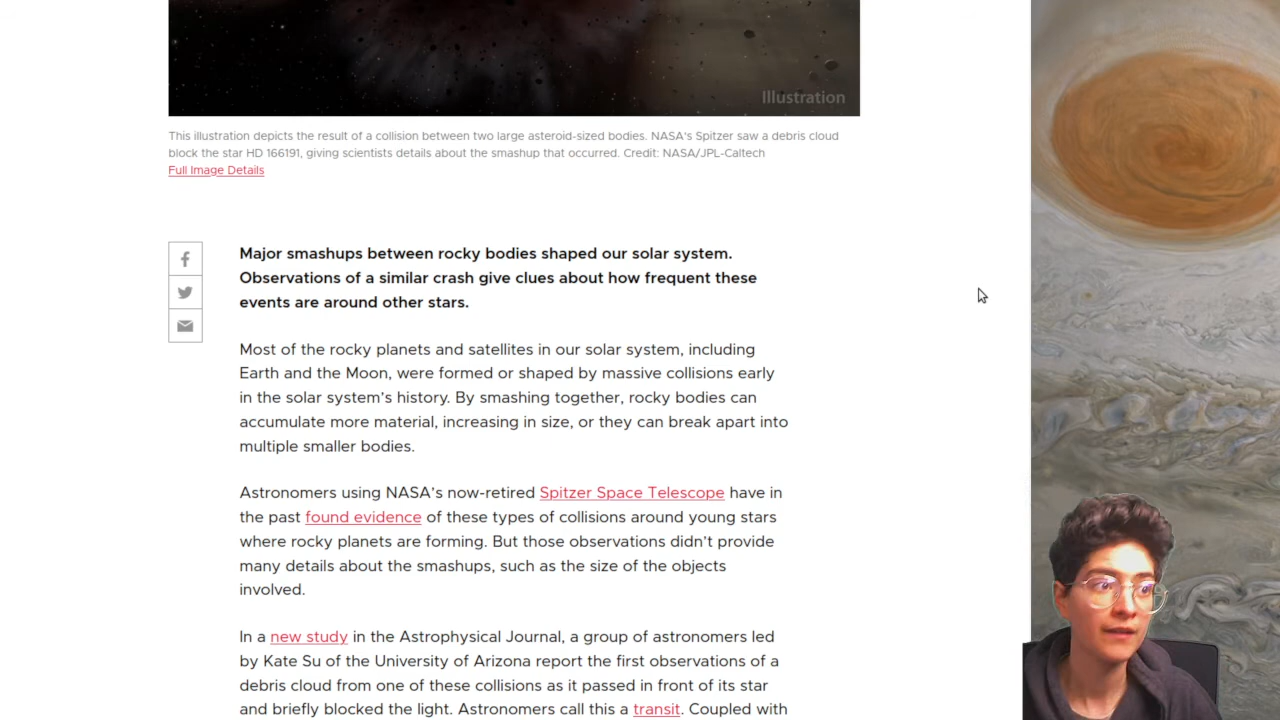 Illustration
This illustration depicts the result of a collision between two large asteroid-sized bodies. NASA's Spitzer saw a debris cloud
block the star HD 166191, giving scientists details about the smashup that occurred. Credit: NASA/JPL-Caltech
Full Image Details
Major smashups between rocky bodies shaped our solar system.
Observations of a similar crash give clues about how frequent these
events are around other stars.
Most of the rocky planets and satellites in our solar system, including
Earth and the Moon, were formed or shaped by massive collisions early
in the solar system’s history. By smashing together, rocky bodies can
accumulate more material, increasing in size, or they can break apart into
multiple smaller bodies.
Astronomers using NASA’s now-retired Spitzer Space Telescope have in
the past found evidence of these types of collisions around young stars
where rocky planets are forming. But those observations didn’t provide
many details about the smashups, such as the size of the objects
involved.
In a new study in the Astrophysical Journal, a group of astronomers led
by Kate Su of the University of Arizona report the first observations of a
debris cloud from one of these collisions as it passed in front of its star
and briefly blocked the light. Astronomers call this a transit. Coupled with